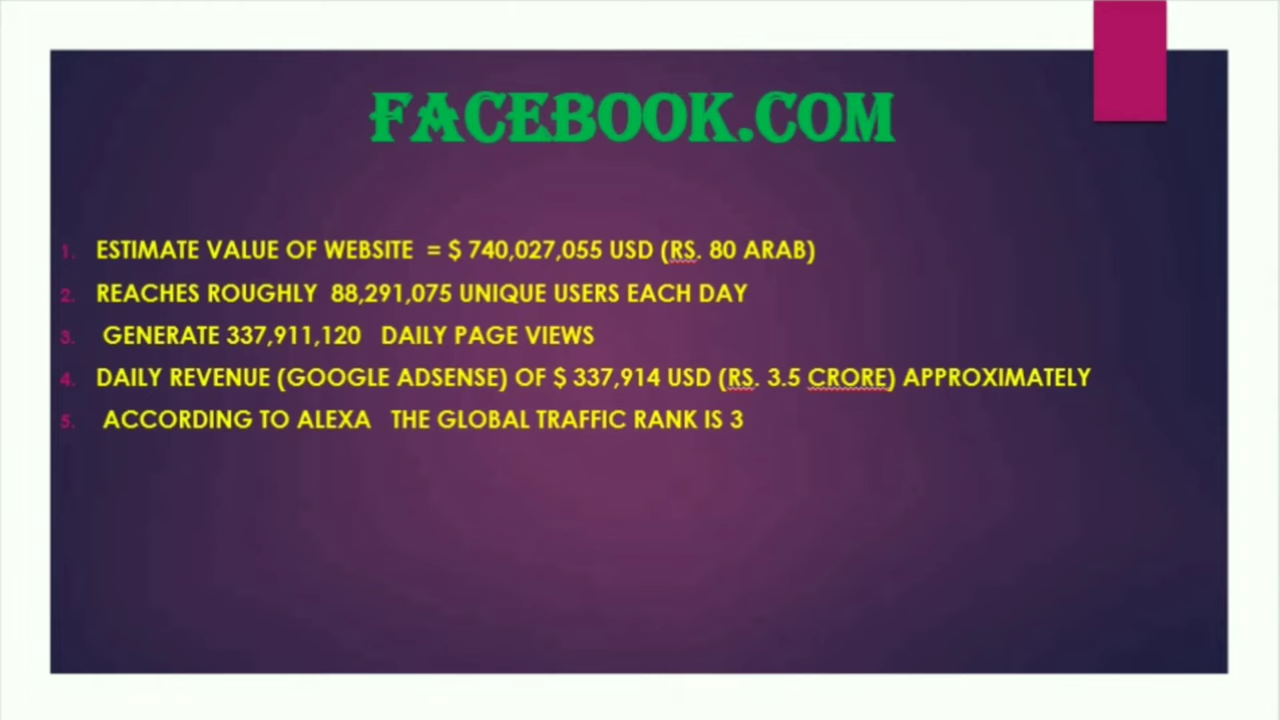 FACEBOOK.COM
1. ESTIMATE VALUE OF WEBSITE = $ 740,027,055 USD (RS. 80 ARAB)
2. REACHES ROUGHLY 88,291,075 UNIQUE USERS EACH DAY
3. GENERATE 337,911,120 DAILY PAGE VIEWS
4. DAILY REVENUE (GOOGLE ADSENSE) OF $ 337,914 USD (RS. 3.5 CRORE) APPROXIMATELY
5. ACCORDING TO ALEXA THE GLOBAL TRAFFIC RANK IS 3